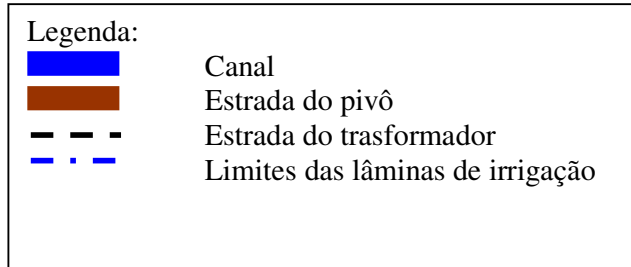 Legenda:
Canal
Estrada do pivô
Estrada do trasformador
Limites das lâminas de irrigação